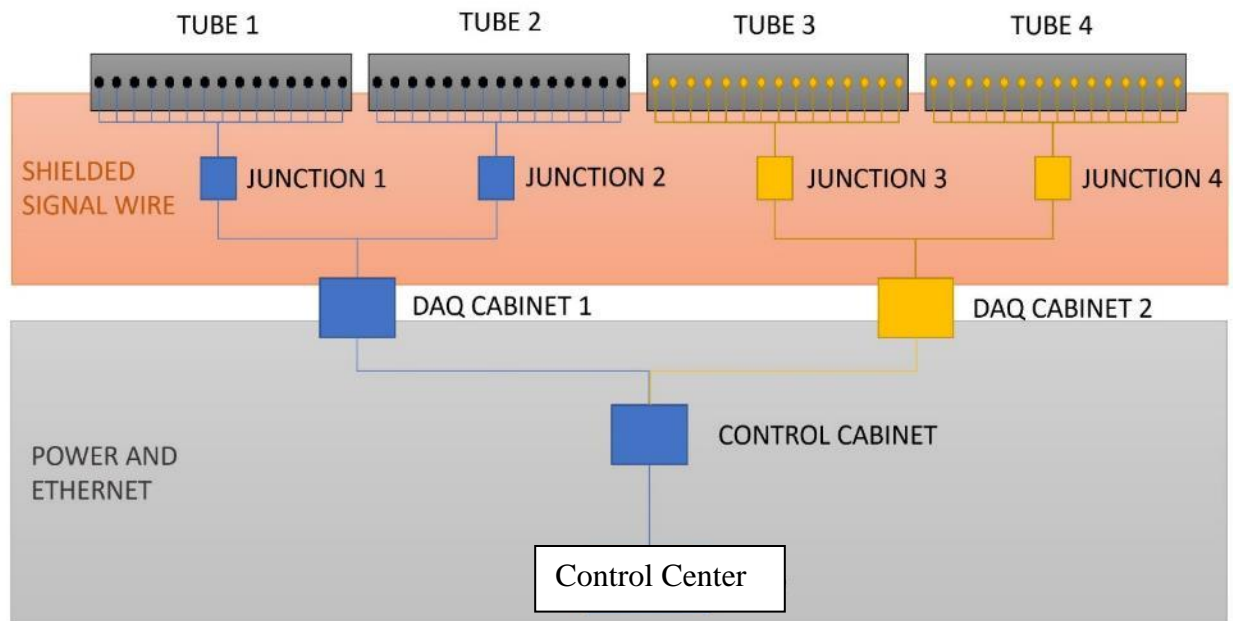 TUBE 1
TUBE 2
TUBE 3
TUBE 4
SHIELDED
SIGNAL WIRE
JUNCTION 1
JUNCTION 2
JUNCTION 3
JUNCTION 4
DAQ CABINET 1
DAQ CABINET 2
CONTROL CABINET
POWER AND
ETHERNET
Control Center